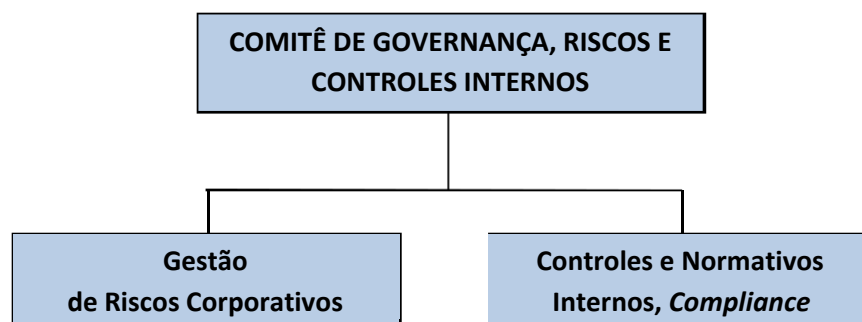 COMITÊ DE GOVERNANÇA, RISCOS E
CONTROLES INTERNOS
Gestão
de Riscos Corporativos
Controles e Normativos
Internos, Compliance